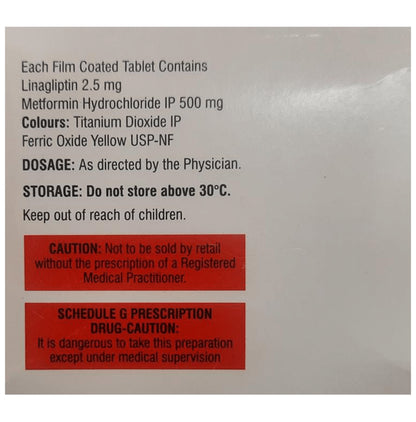 Each Film Coated Tablet Contains
Linagliptin 2.5 mg
Metformin Hydrochloride IP 500 mg
Colours: Titanium Dioxide IP
Ferric Oxide Yellow USP-NF
DOSAGE: As directed by the Physician.
STORAGE: Do not store above 30°C.
Keep out of reach of children.
CAUTION: Not to be sold by retail
without the prescription of a Registered
Medical Practitioner.
SCHEDULE G PRESCRIPTION
DRUG-CAUTION:
It is dangerous to take this preparation
except under medical supervision